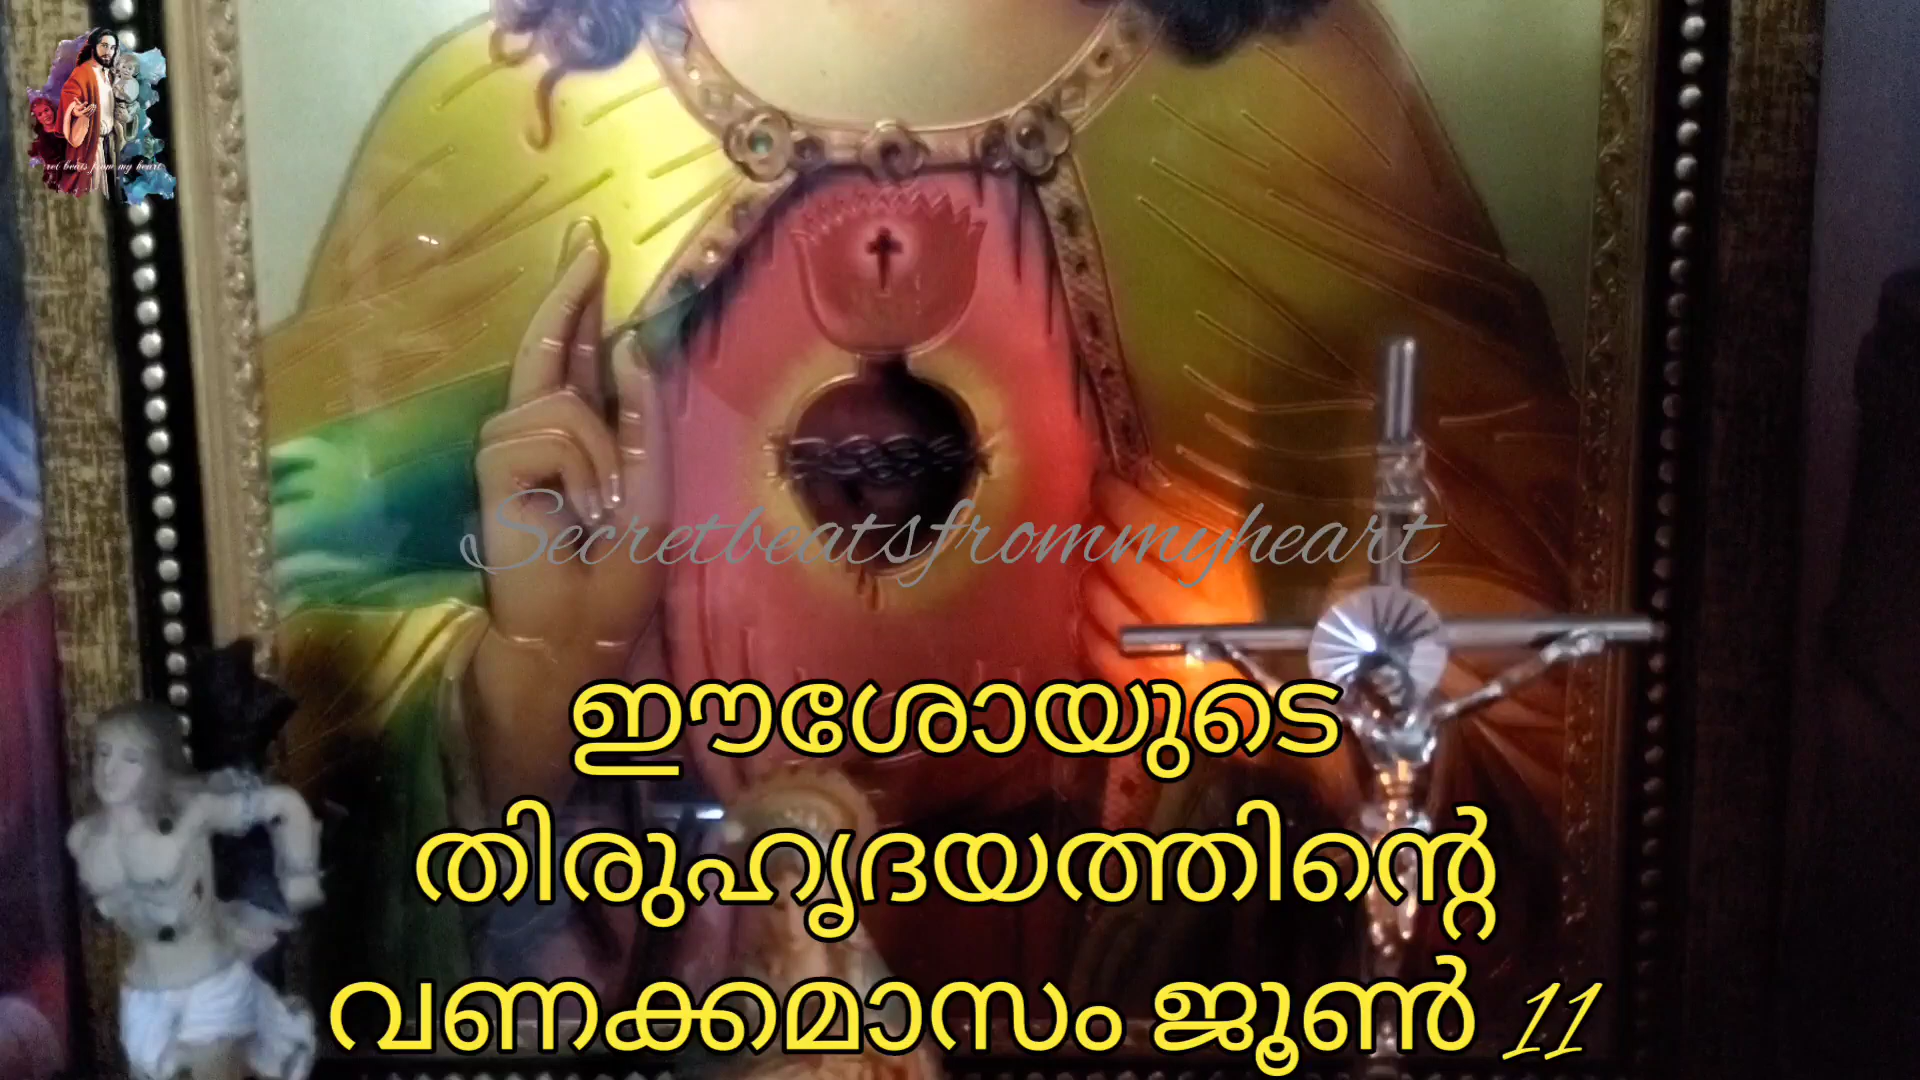 Secretbeatsfrommyheart
ഈശോയുടെ
തിരുഹൃദയത്തിന്റെ
വണക്കമാസം ജൂൺ 11